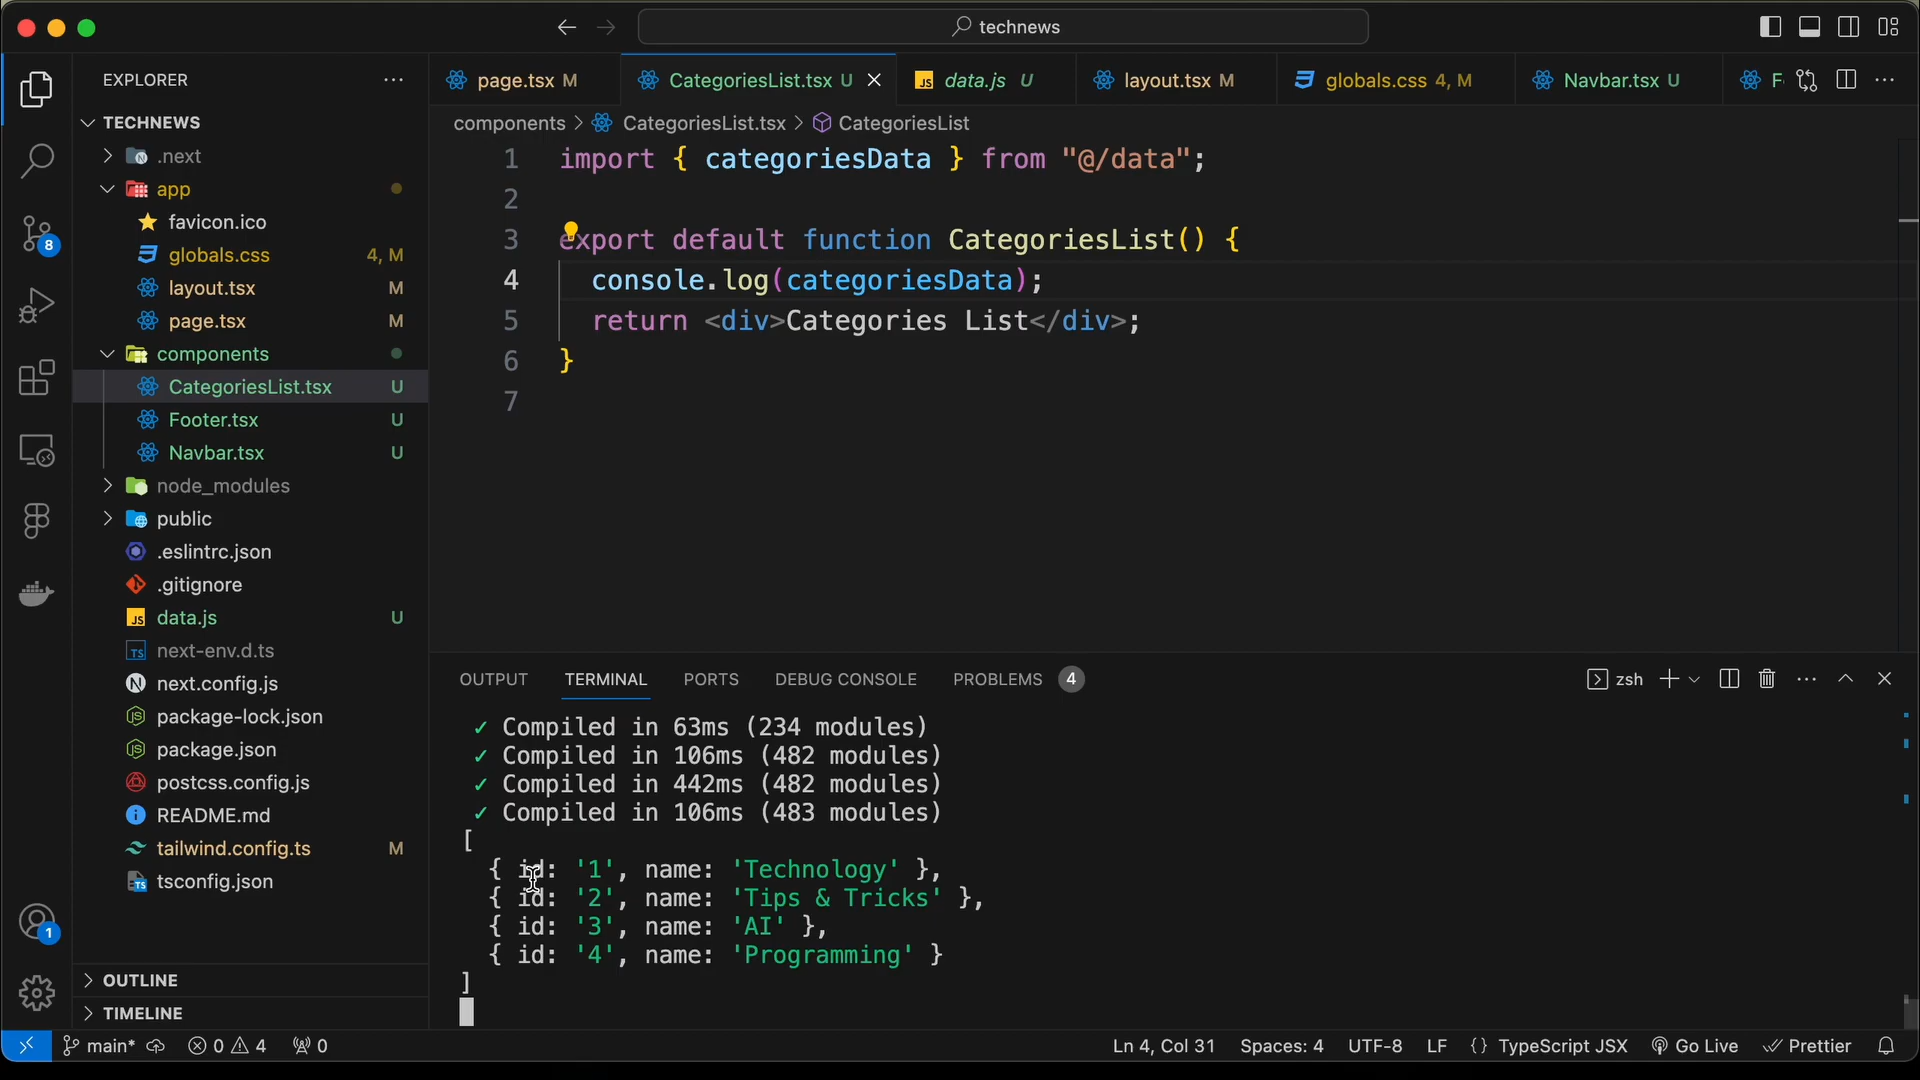 technews
EXPLORER
TECHNEWS
.next
app
favicon.ico
globals.css 4, M
layout.tsx M
page.tsx M
components
CategoriesList.tsx U
Footer.tsx U
Navbar.tsx U
node_modules
public
.eslintrc.json
.gitignore
data.js U
next-env.d.ts
next.config.js
package-lock.json
package.json
postcss.config.js
README.md
tailwind.config.ts M
tsconfig.json
OUTLINE
TIMELINE
8
1
page.tsx M
CategoriesList.tsx U
data.js U
layout.tsx M
globals.css 4, M
Navbar.tsx U
F
components > CategoriesList.tsx > CategoriesList
1 import { categoriesData } from "@/data";
2
3 export default function CategoriesList() {
4 console.log(categoriesData);
5 return <div>Categories List</div>;
6 }
7
OUTPUT TERMINAL PORTS DEBUG CONSOLE PROBLEMS 4
zsh
✓ Compiled in 63ms (234 modules)
✓ Compiled in 106ms (482 modules)
✓ Compiled in 442ms (482 modules)
✓ Compiled in 106ms (483 modules)
[
{ id: '1', name: 'Technology' },
{ id: '2', name: 'Tips & Tricks' },
{ id: '3', name: 'AI' },
{ id: '4', name: 'Programming' }
]
main* 0 4 0
Ln 4, Col 31 Spaces: 4 UTF-8 LF {} TypeScript JSX Go Live Prettier